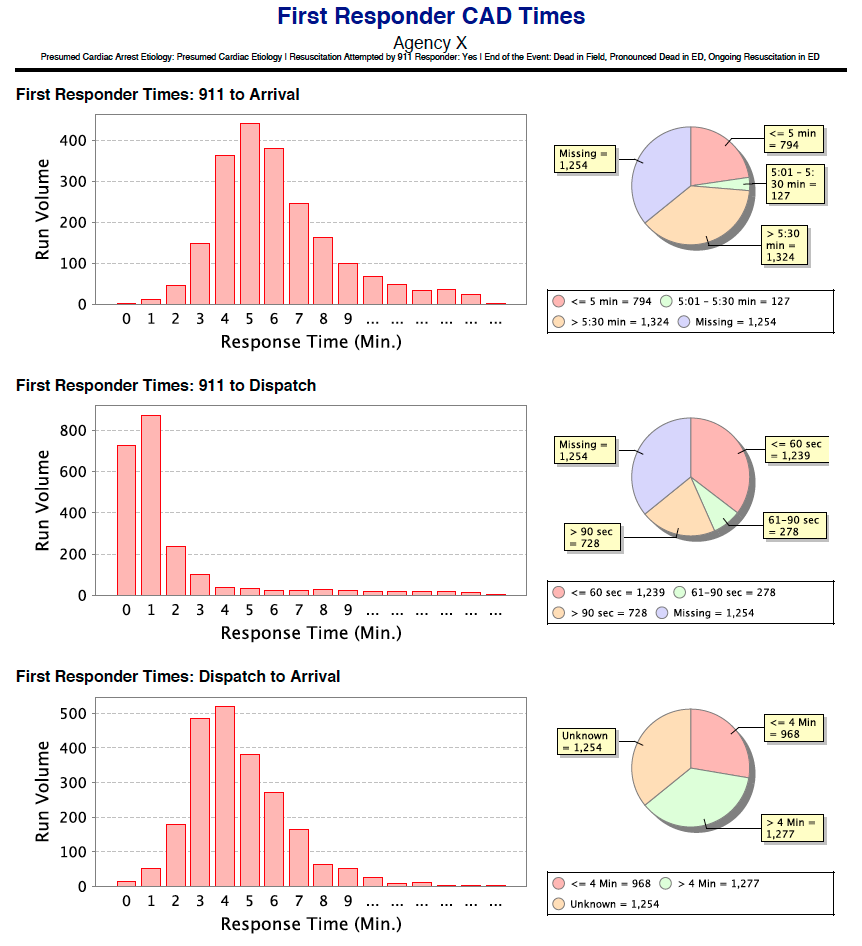 First Responder CAD Times
Agency X
Presumed Cardiac Arrest Etiology: Presumed Cardiac Etiology | Resuscitation Attempted by 911 Responder: Yes | End of the Event: Dead in Field, Pronounced Dead in ED, Ongoing Resuscitation in ED
First Responder Times: 911 to Arrival
Run Volume
400
300
200
100
0
0 1 2 3 4 5 6 7 8 9 ... ... ... ... ... ...
Response Time (Min.)
Missing =
1,254
<= 5 min
= 794
5:01 - 5:
30 min =
127
> 5:30
min =
1,324
<= 5 min = 794 5:01 - 5:30 min = 127
> 5:30 min = 1,324 Missing = 1,254
First Responder Times: 911 to Dispatch
Run Volume
800
600
400
200
0
0 1 2 3 4 5 6 7 8 9 ... ... ... ... ... ...
Response Time (Min.)
Missing =
1,254
<= 60 sec
= 1,239
61-90 sec
= 278
> 90 sec
= 728
<= 60 sec = 1,239 61-90 sec = 278
> 90 sec = 728 Missing = 1,254
First Responder Times: Dispatch to Arrival
Run Volume
500
400
300
200
100
0
0 1 2 3 4 5 6 7 8 9 ... ... ... ... ... ...
Response Time (Min.)
Unknown
= 1,254
<= 4 Min
= 968
> 4 Min =
1,277
<= 4 Min = 968 > 4 Min = 1,277
Unknown = 1,254